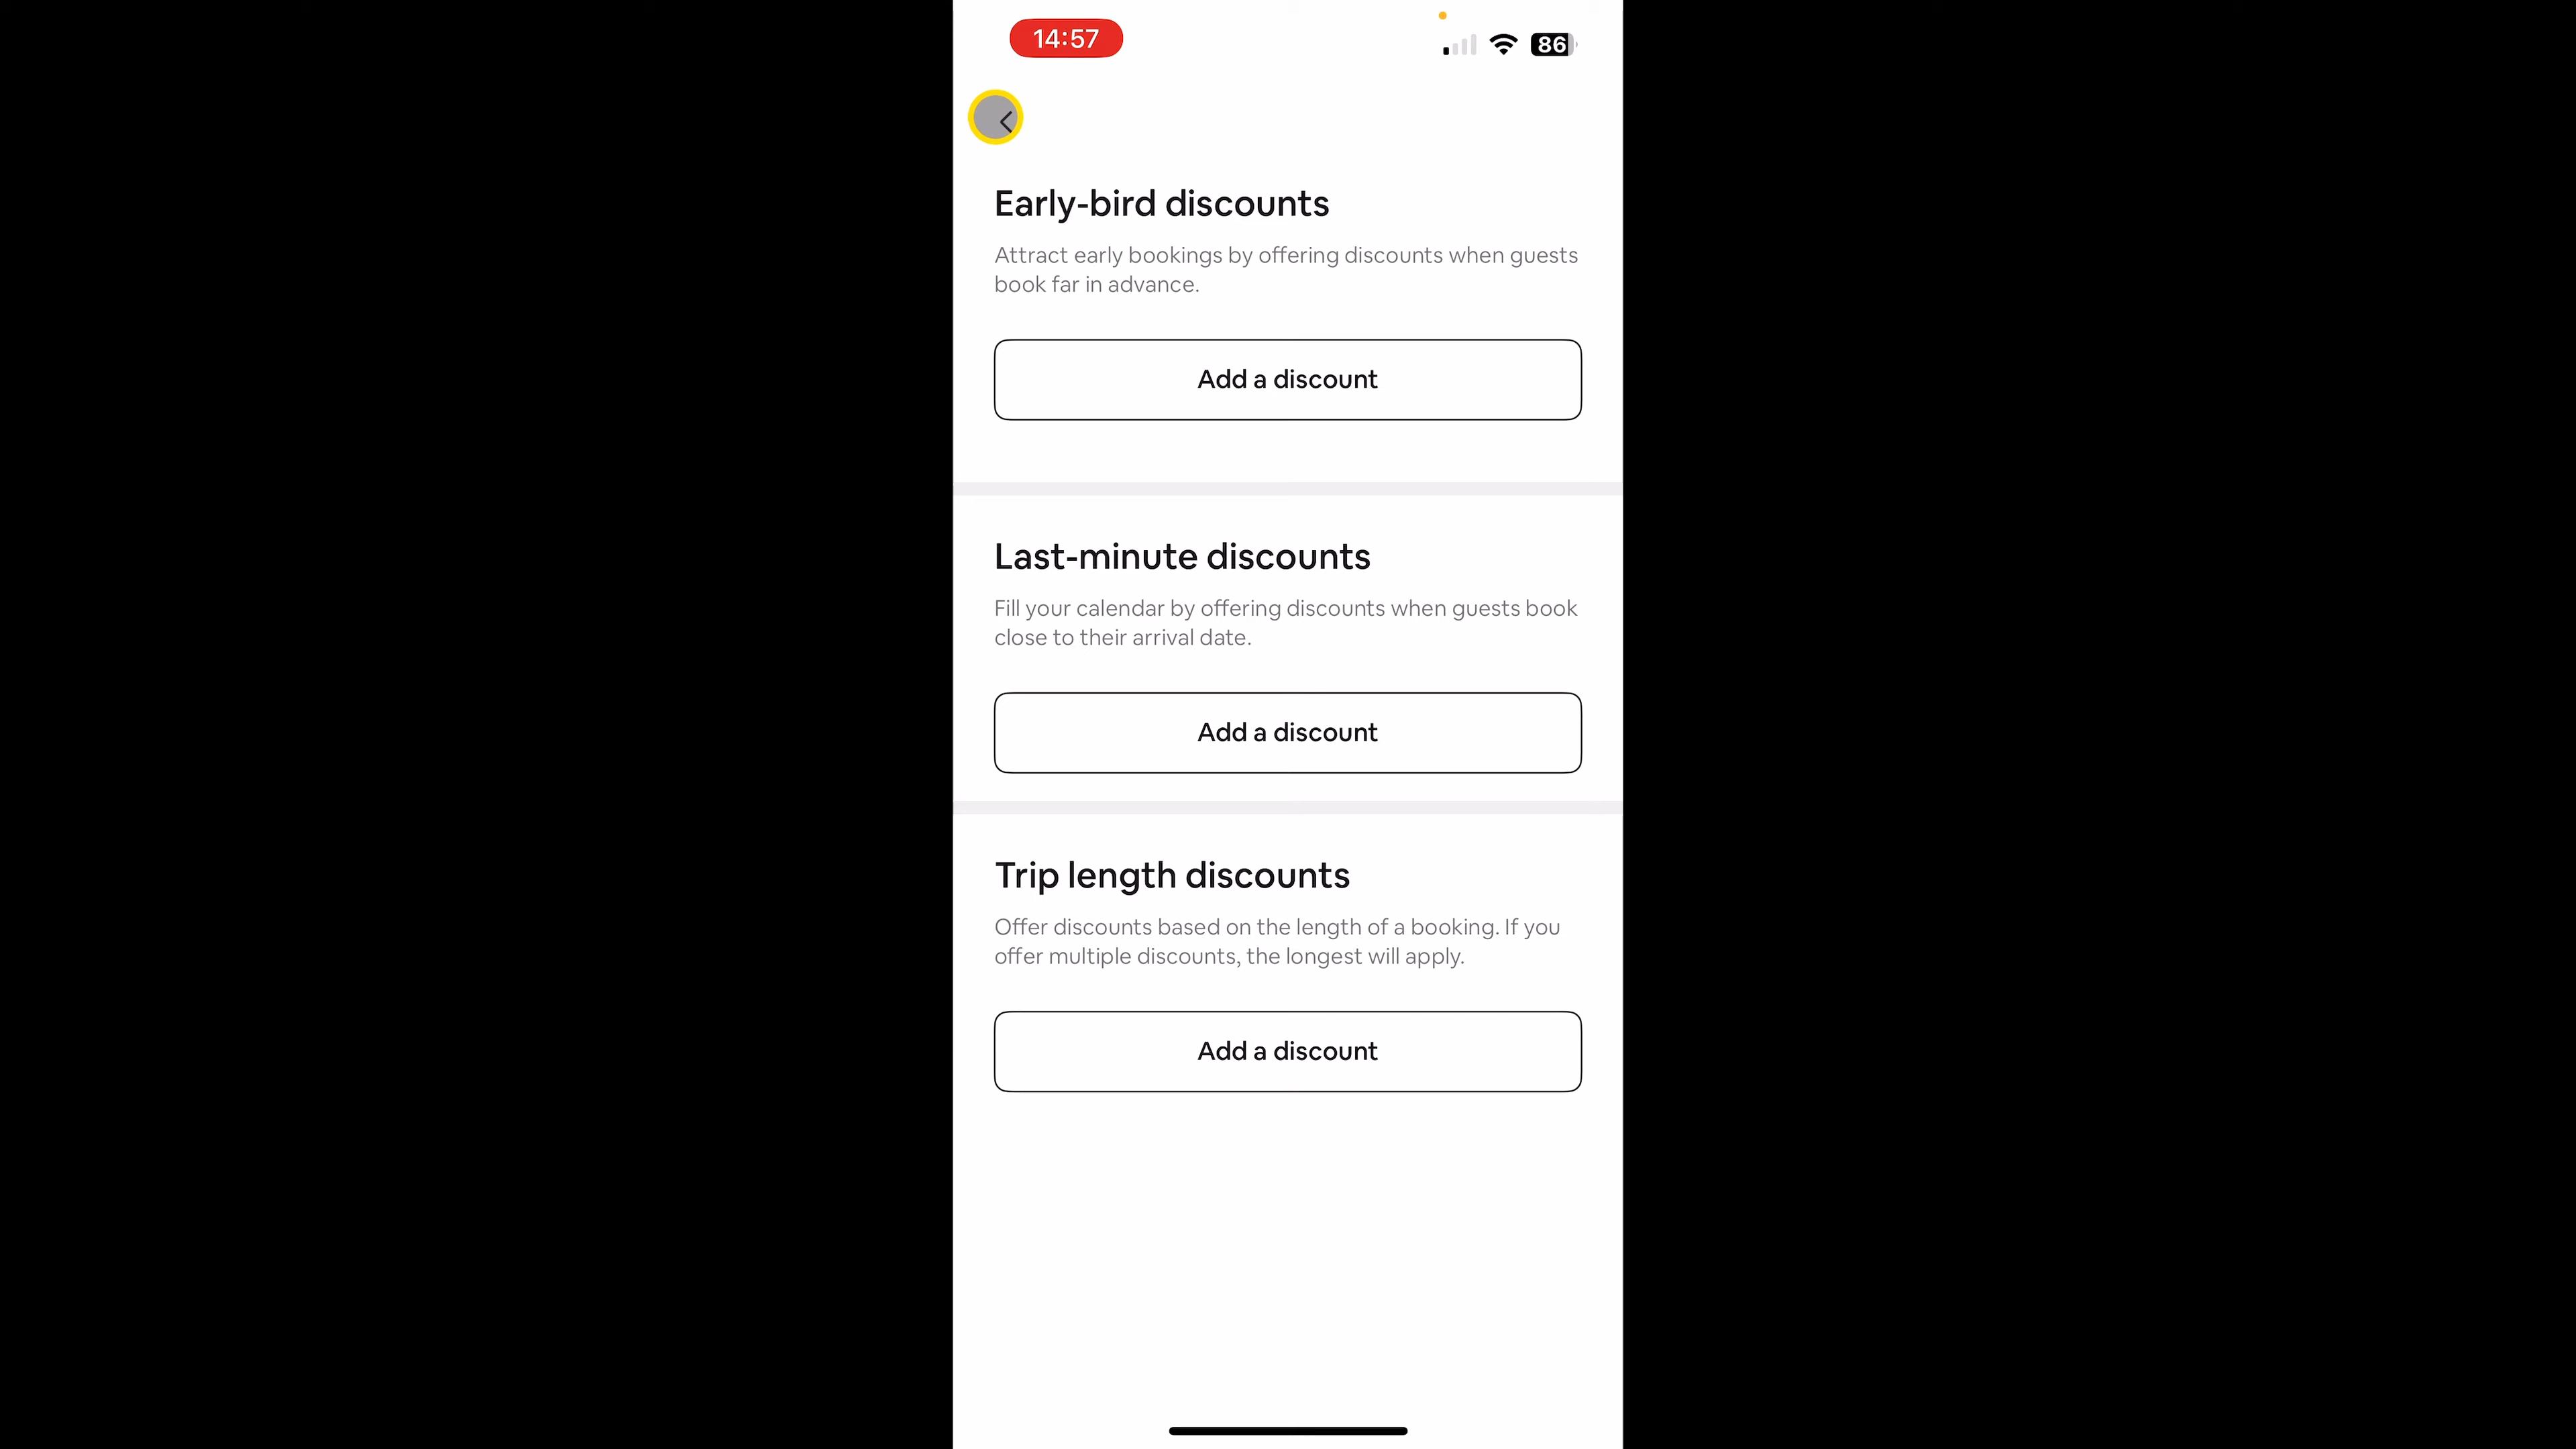 14:57
86
Early-bird discounts
Attract early bookings by offering discounts when guests
book far in advance.
Add a discount
Last-minute discounts
Fill your calendar by offering discounts when guests book
close to their arrival date.
Add a discount
Trip length discounts
Offer discounts based on the length of a booking. If you
offer multiple discounts, the longest will apply.
Add a discount